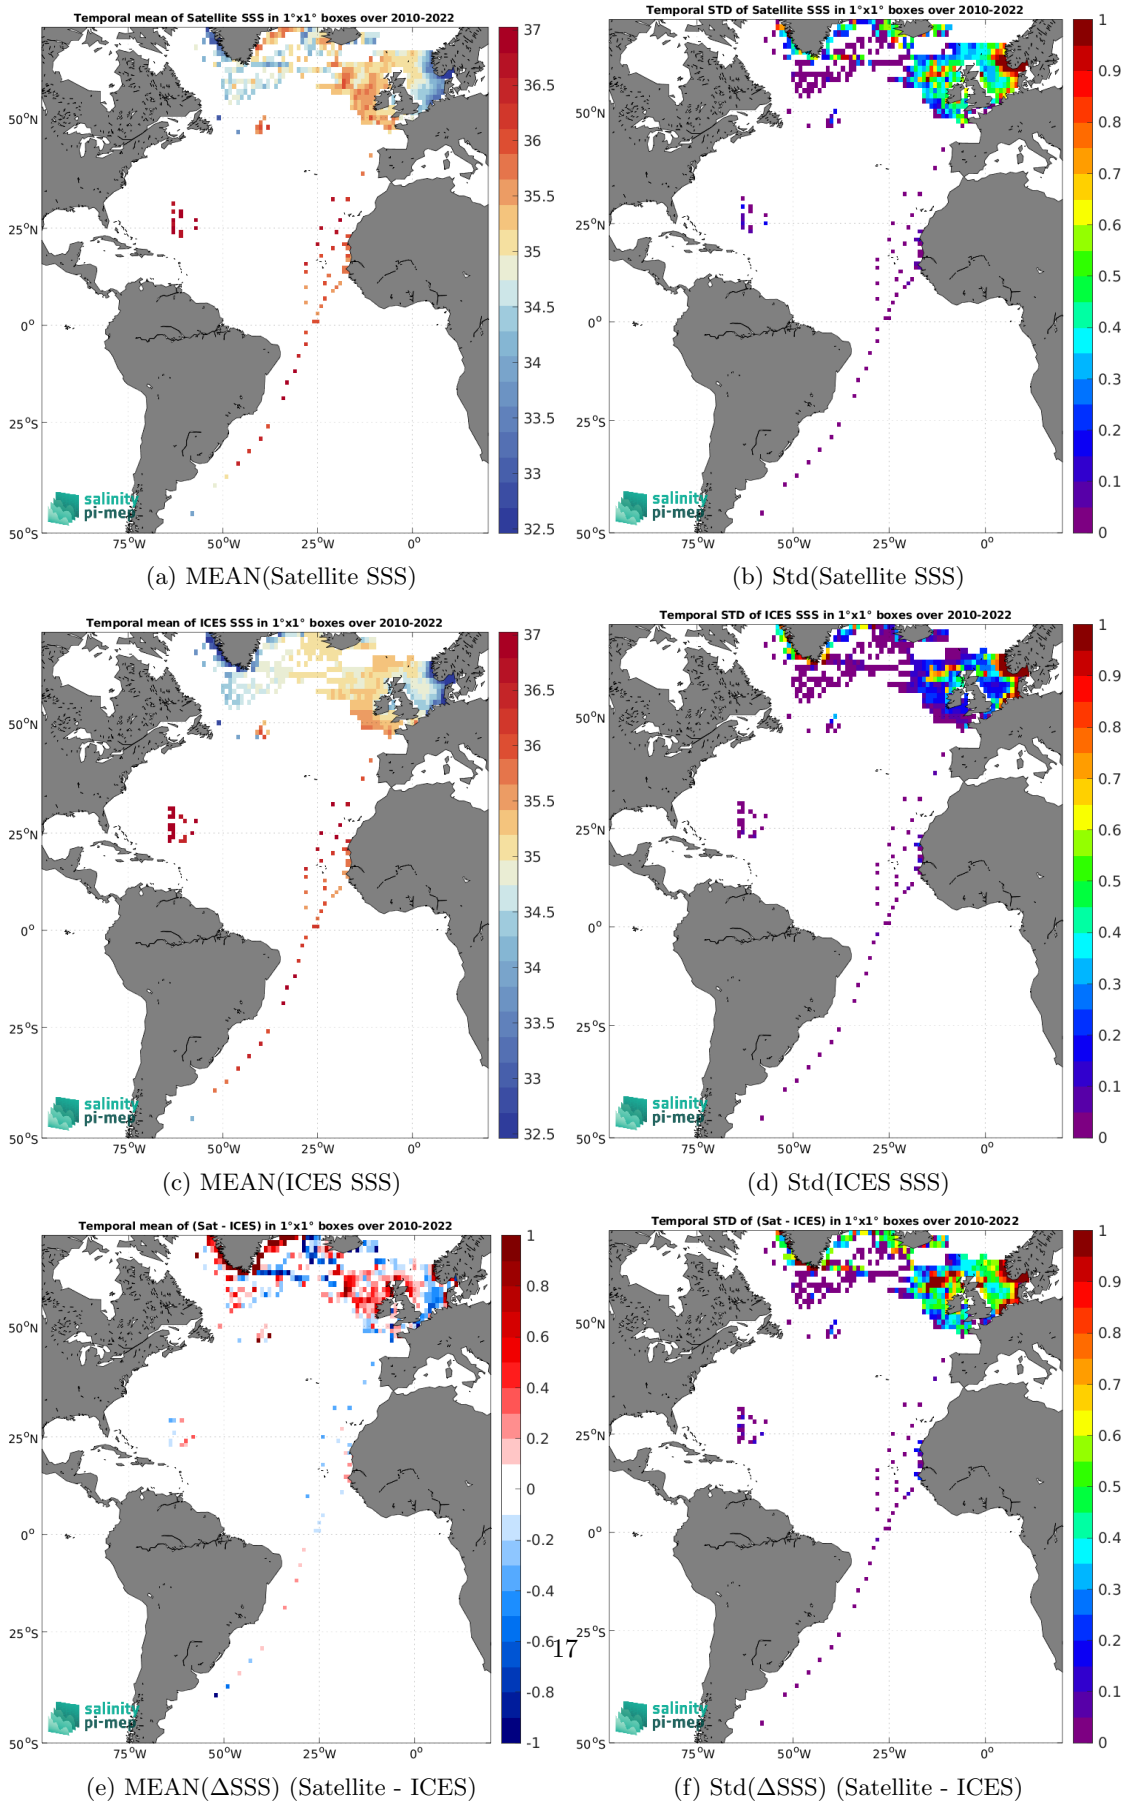 Temporal mean of Satellite SSS in 1°x1° boxes over 2010-2022
37
36.5
36
35.5
35
34.5
34
33.5
33
32.5
50°N
25°N
0°
25°S
50°S
75°W
50°W
25°W
0°
salinity
pi-mep
(a) MEAN(Satellite SSS)
Temporal STD of Satellite SSS in 1°x1° boxes over 2010-2022
1
0.9
0.8
0.7
0.6
0.5
0.4
0.3
0.2
0.1
0
50°N
25°N
0°
25°S
50°S
75°W
50°W
25°W
0°
salinity
pi-mep
(b) Std(Satellite SSS)
Temporal mean of ICES SSS in 1°x1° boxes over 2010-2022
37
36.5
36
35.5
35
34.5
34
33.5
33
32.5
50°N
25°N
0°
25°S
50°S
75°W
50°W
25°W
0°
salinity
pi-mep
(c) MEAN(ICES SSS)
Temporal STD of ICES SSS in 1°x1° boxes over 2010-2022
1
0.9
0.8
0.7
0.6
0.5
0.4
0.3
0.2
0.1
0
50°N
25°N
0°
25°S
50°S
75°W
50°W
25°W
0°
salinity
pi-mep
(d) Std(ICES SSS)
Temporal mean of (Sat - ICES) in 1°x1° boxes over 2010-2022
1
0.8
0.6
0.4
0.2
0
-0.2
-0.4
-0.6
-0.8
-1
50°N
25°N
0°
25°S
50°S
75°W
50°W
25°W
0°
salinity
pi-mep
(e) MEAN(ΔSSS) (Satellite - ICES)
Temporal STD of (Sat - ICES) in 1°x1° boxes over 2010-2022
1
0.9
0.8
0.7
0.6
0.5
0.4
0.3
0.2
0.1
0
50°N
25°N
0°
25°S
50°S
75°W
50°W
25°W
0°
salinity
pi-mep
(f) Std(ΔSSS) (Satellite - ICES)
17